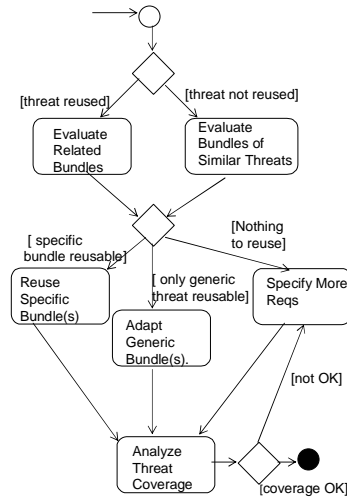 [threat reused]
[threat not reused]
Evaluate
Related
Bundles
Evaluate
Bundles of
Similar Threats
[ specific
bundle reusable]
[ only generic
threat reusable]
[Nothing
to reuse]
Reuse
Specific
Bundle(s)
Adapt
Generic
Bundle(s).
Specify More
Reqs
[not OK]
Analyze
Threat
Coverage
[coverage OK]